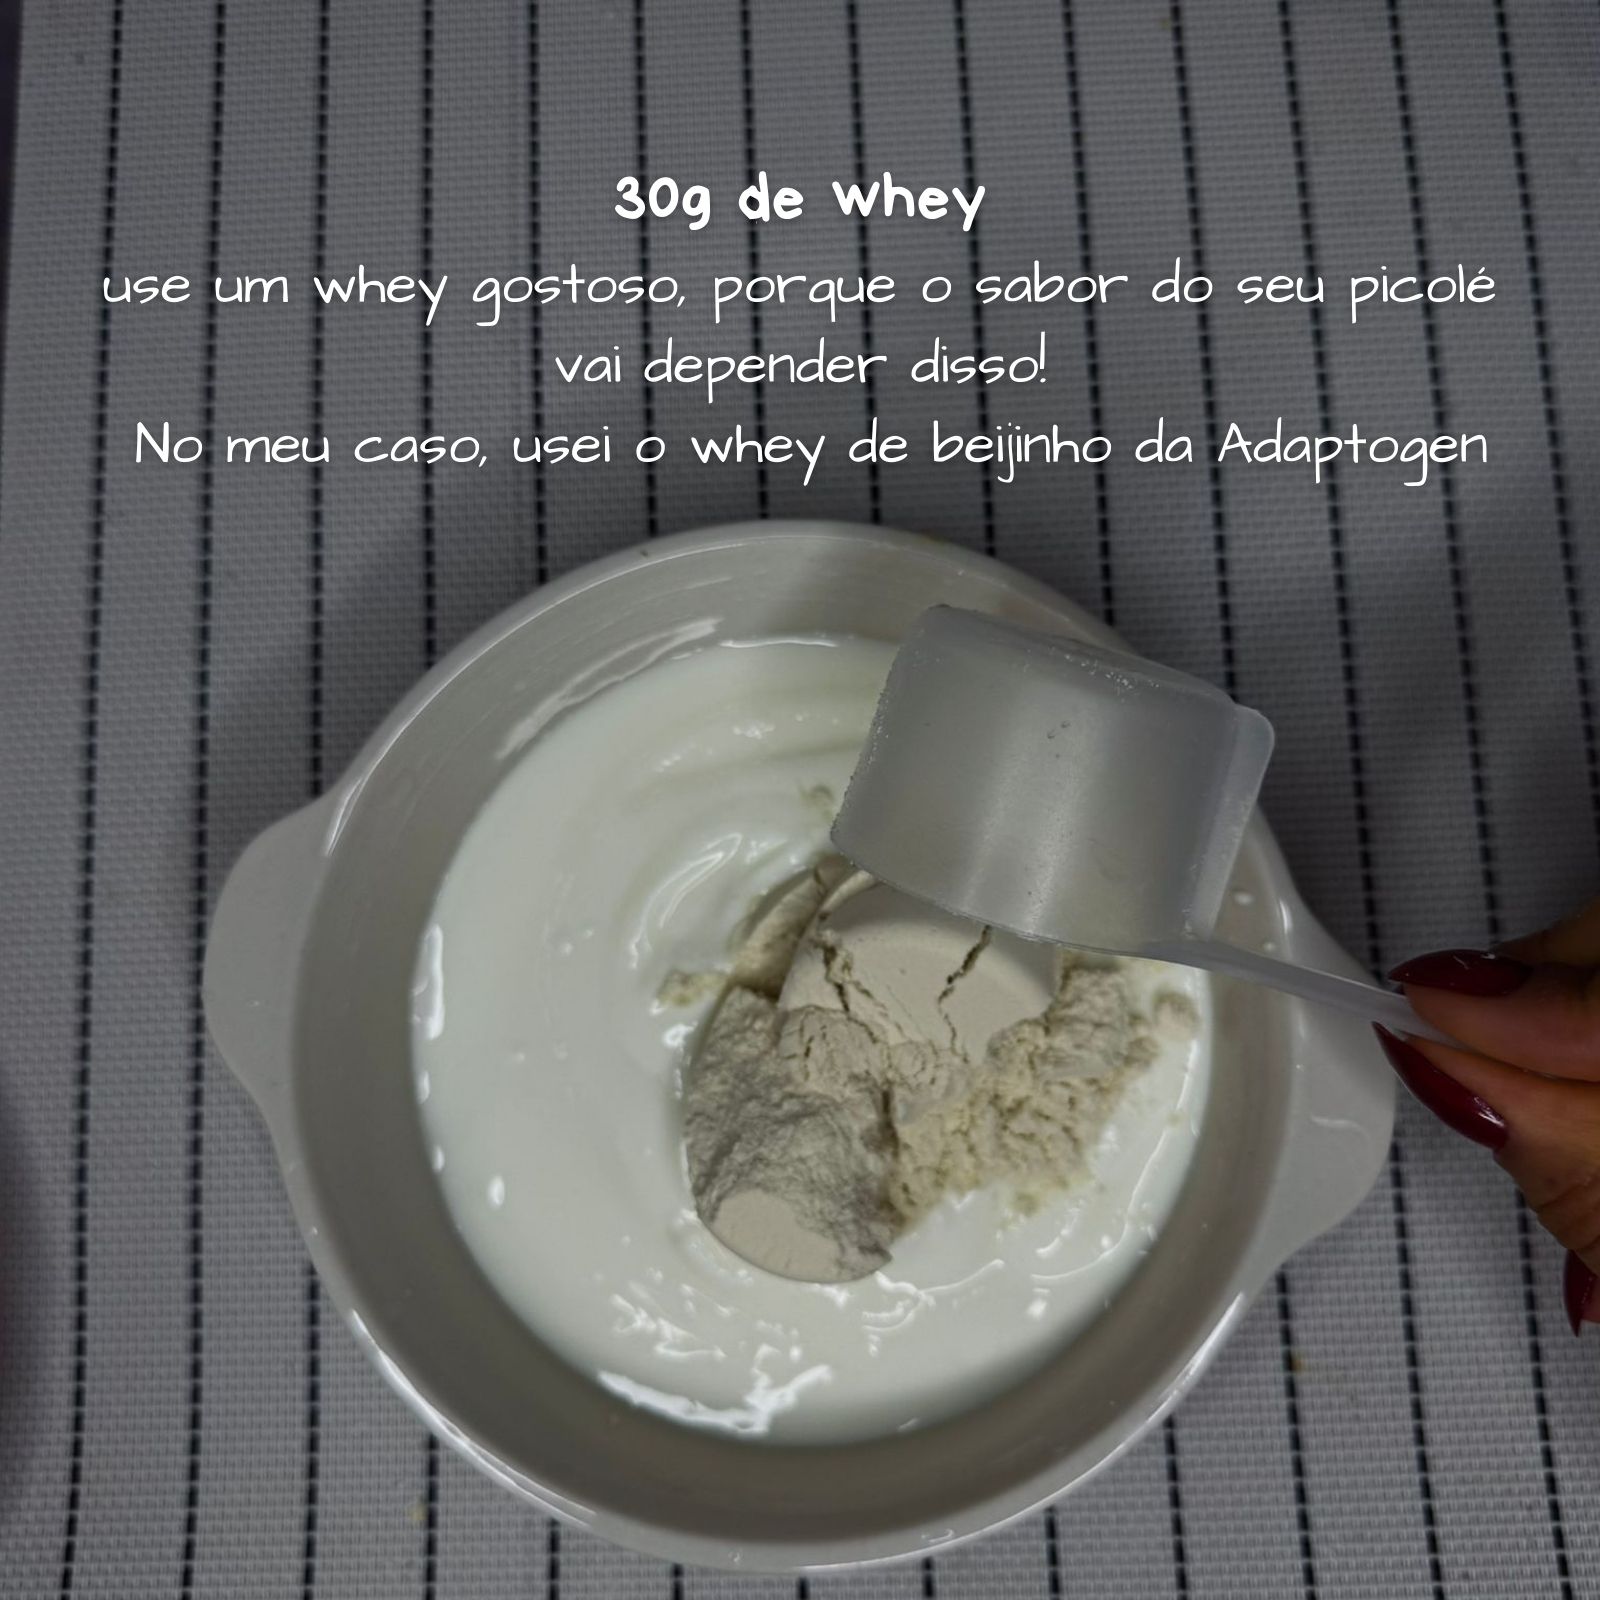 30g de whey
use um whey gostoso, porque o sabor do seu picolé
vai depender disso!
No meu caso, usei o whey de beijinho da Adaptogen